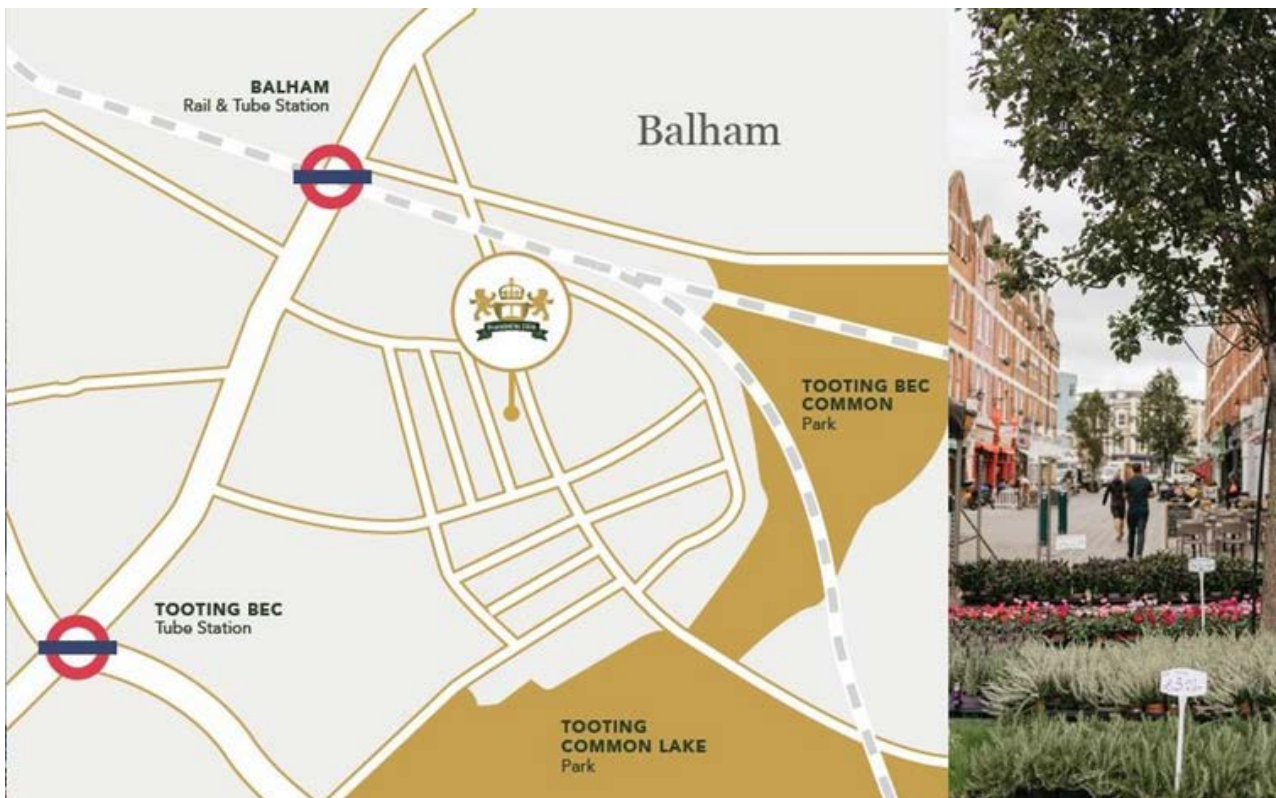 BALHAM
Rail & Tube Station
Balham
TOOTING BEC
COMMON
Park
TOOTING BEC
Tube Station
TOOTING
COMMON LAKE
Park